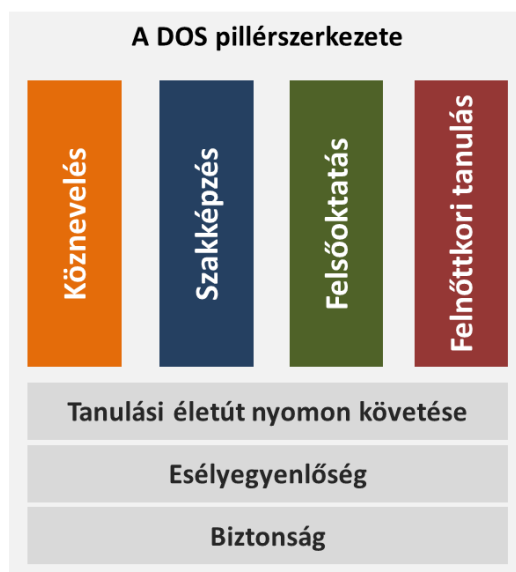 A DOS pillérszerkezete
Köznevelés
Szakképzés
Felsőoktatás
Felnőttkori tanulás
Tanulási életút nyomon követése
Esélyegyenlőség
Biztonság